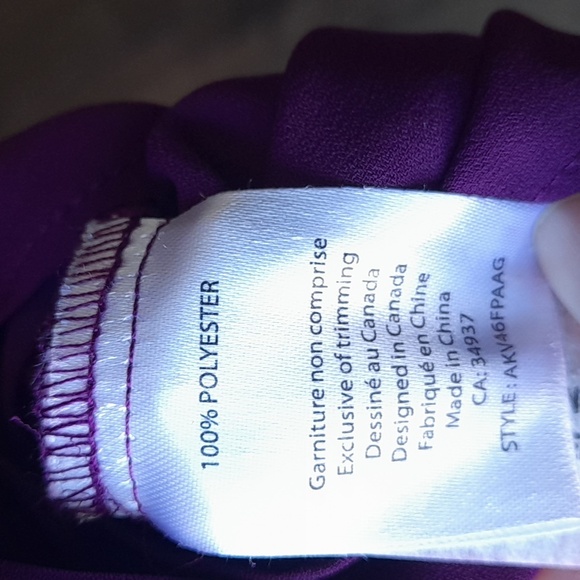 100% POLYESTER
Garniture non comprise
Exclusive of trimming
Dessiné au Canada
Designed in Canada
Fabriqué en Chine
Made in China
CA: 34937
STYLE: AKV46FPAAG